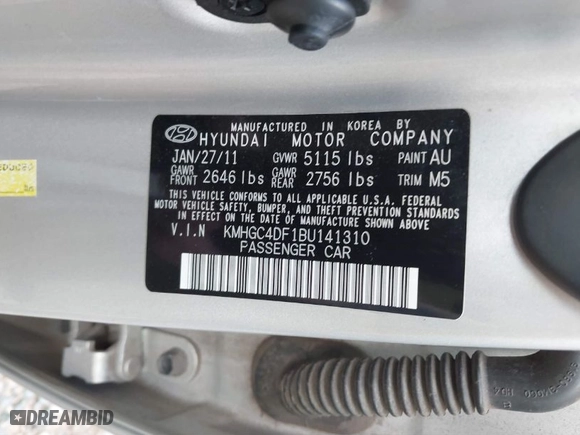 MANUFACTURED IN KOREA BY
HYUNDAI MOTOR COMPANY
JAN/27/11 GVWR 5115 lbs PAINT AU
GAWR FRONT 2646 lbs GAWR REAR 2756 lbs TRIM M5
THIS VEHICLE CONFORMS TO ALL APPLICABLE U.S.A. FEDERAL
MOTOR VEHICLE SAFETY, BUMPER, AND THEFT PREVENTION STANDARDS
IN EFFECT ON THE DATE OF MANUFACTURE SHOWN ABOVE.
V.I.N KMHGC4DF1BU141310
PASSENGER CAR
DREAMBID